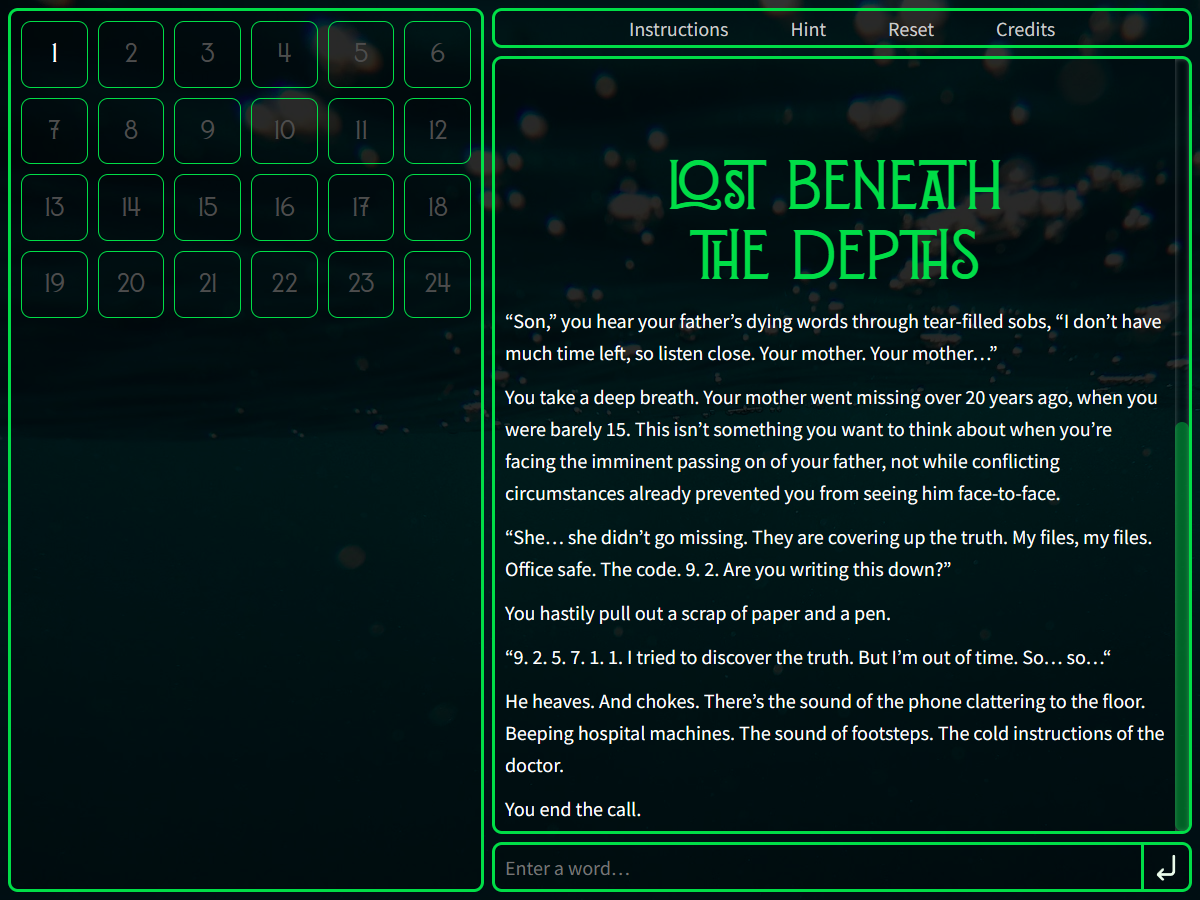 1 2 3 4 5 6
7 8 9 10 11 12
13 14 15 16 17 18
19 20 21 22 23 24
Instructions Hint Reset Credits
LOST BENEATH
THE DEPTHS
“Son,” you hear your father’s dying words through tear-filled sobs, “I don’t have
much time left, so listen close. Your mother. Your mother…”
You take a deep breath. Your mother went missing over 20 years ago, when you
were barely 15. This isn’t something you want to think about when you’re
facing the imminent passing on of your father, not while conflicting
circumstances already prevented you from seeing him face-to-face.
“She… she didn’t go missing. They are covering up the truth. My files, my files.
Office safe. The code. 9. 2. Are you writing this down?”
You hastily pull out a scrap of paper and a pen.
“9. 2. 5. 7. 1. 1. I tried to discover the truth. But I’m out of time. So… so…“
He heaves. And chokes. There’s the sound of the phone clattering to the floor.
Beeping hospital machines. The sound of footsteps. The cold instructions of the
doctor.
You end the call.
Enter a word…